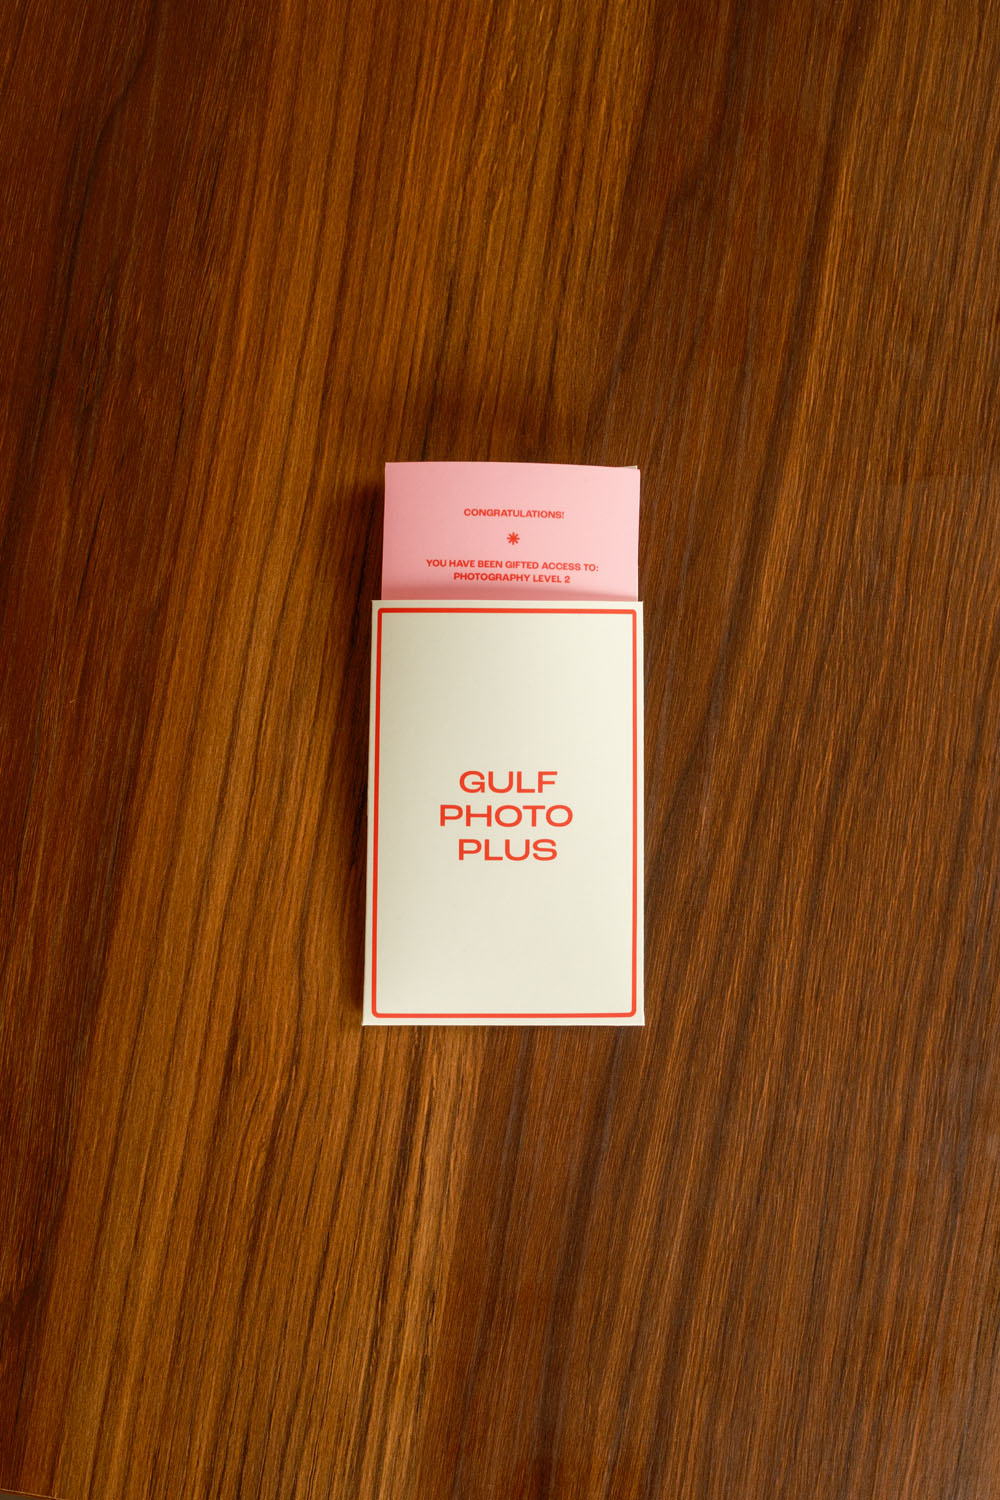 CONGRATULATIONS!
YOU HAVE BEEN GIFTED ACCESS TO:
PHOTOGRAPHY LEVEL 2
GULF
PHOTO
PLUS